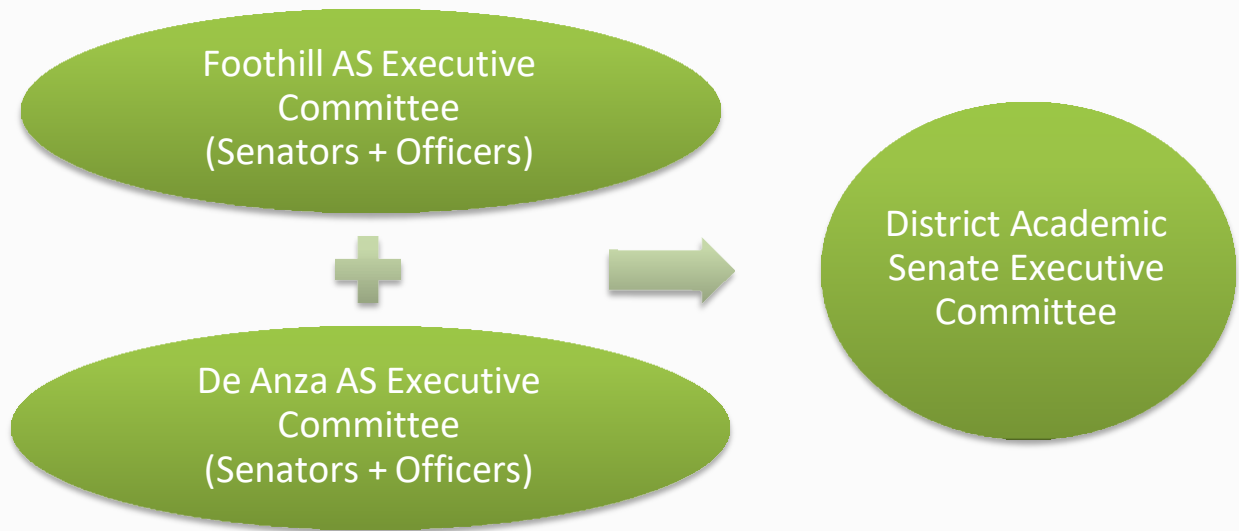 Foothill AS Executive
Committee
(Senators + Officers)
De Anza AS Executive
Committee
(Senators + Officers)
District Academic
Senate Executive
Committee